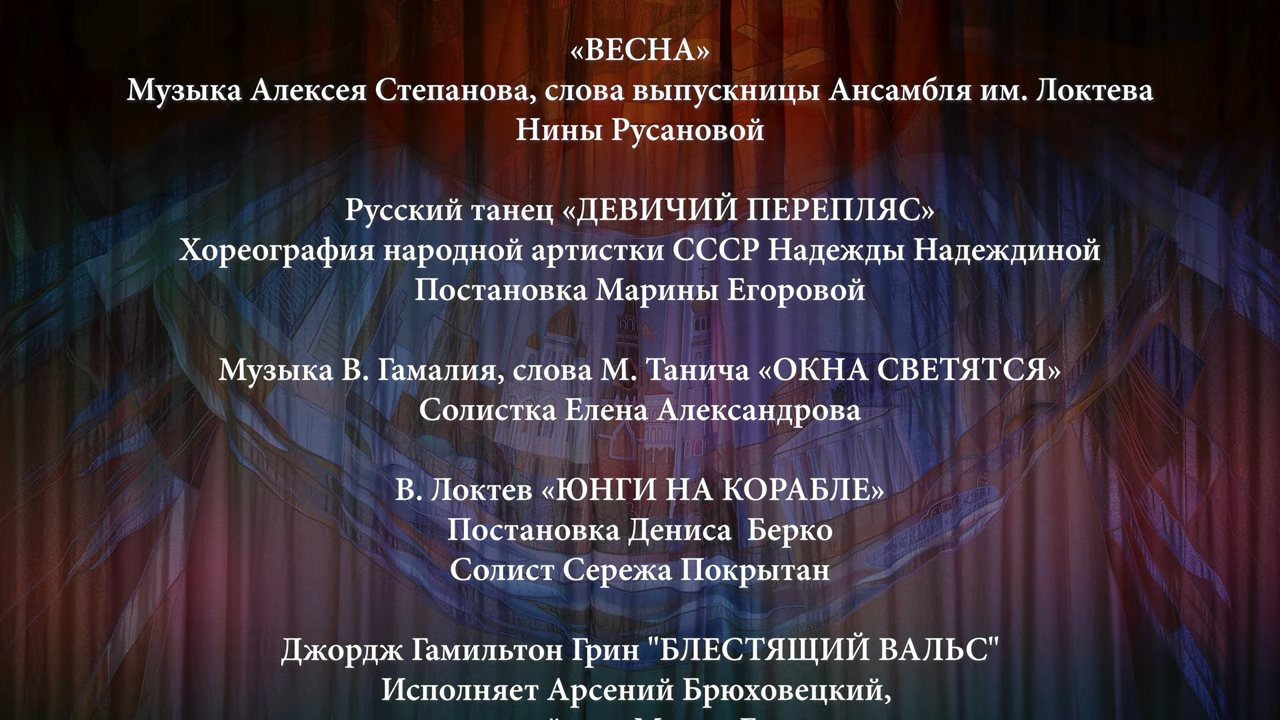 «ВЕСНА»
Музыка Алексея Степанова, слова выпускницы Ансамбля им. Локтева
Нины Русановой
Русский танец «ДЕВИЧИЙ ПЕРЕПЛЯС»
Хореография народной артистки СССР Надежды Надеждиной
Постановка Марины Егоровой
Музыка В. Гамалия, слова М. Танича «ОКНА СВЕТЯТСЯ»
Солистка Елена Александрова
В. Локтев «ЮНГИ НА КОРАБЛЕ»
Постановка Дениса  Берко
Солист Сережа Покрытан
Джордж Гамильтон Грин "БЛЕСТЯЩИЙ ВАЛЬС"
Исполняет Арсений Брюховецкий,